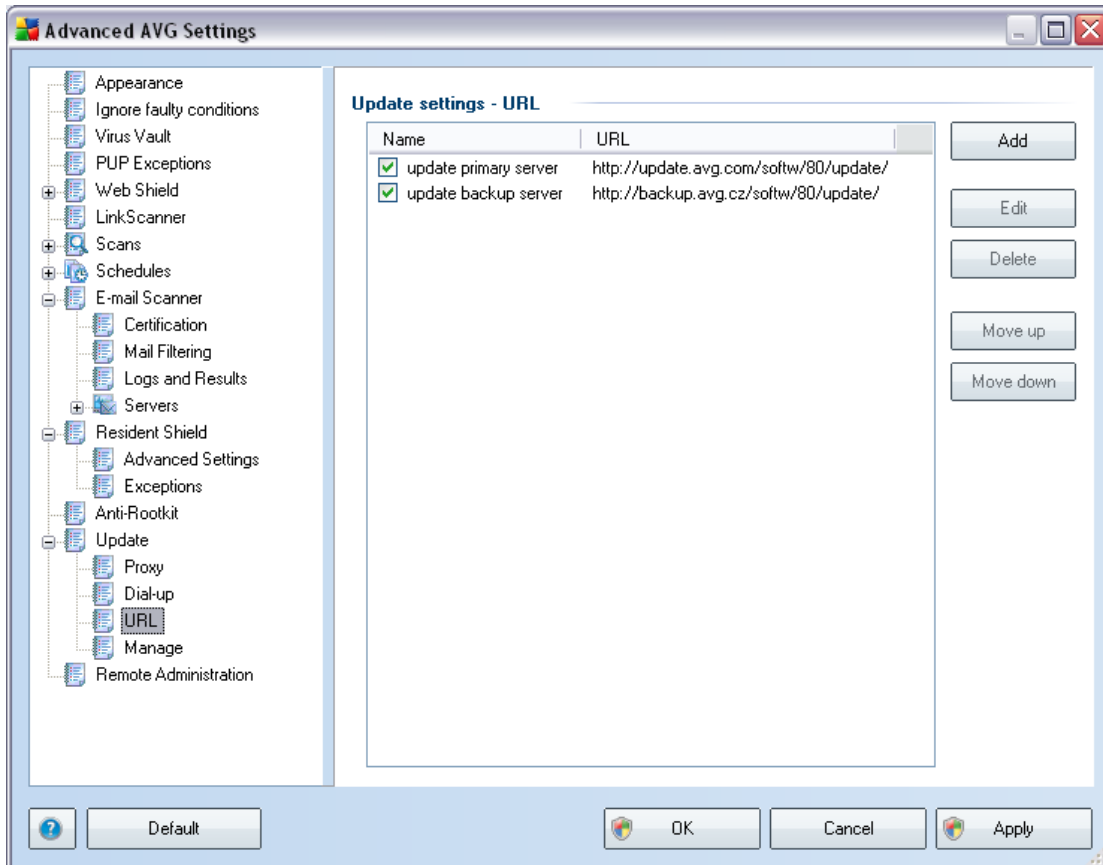 Advanced AVG Settings
Appearance
Ignore faulty conditions
Virus Vault
PUP Exceptions
Web Shield
LinkScanner
Scans
Schedules
E-mail Scanner
Certification
Mail Filtering
Logs and Results
Servers
Resident Shield
Advanced Settings
Exceptions
Anti-Rootkit
Update
Proxy
Dial-up
URL
Manage
Remote Administration
Update settings - URL
Name URL
update primary server http://update.avg.com/softw/80/update/
update backup server http://backup.avg.cz/softw/80/update/
Add
Edit
Delete
Move up
Move down
Default
OK
Cancel
Apply